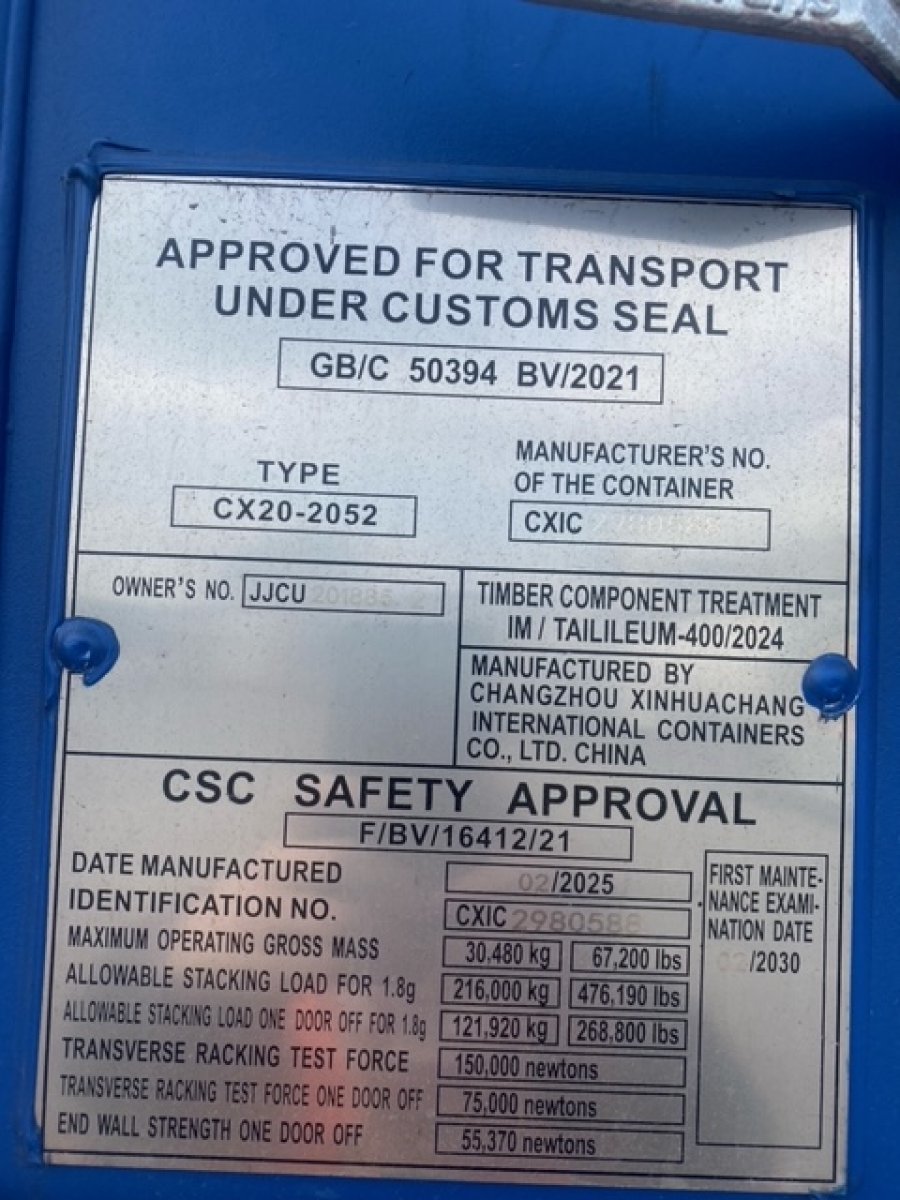 APPROVED FOR TRANSPORT
UNDER CUSTOMS SEAL
GB/C 50394 BV/2021
TYPE
CX20-2052
MANUFACTURER'S NO.
OF THE CONTAINER
CXIC 2980588
OWNER'S NO. JJCU 201885. 2
TIMBER COMPONENT TREATMENT
IM / TAILILEUM-400/2024
MANUFACTURED BY
CHANGZHOU XINHUACHANG
INTERNATIONAL CONTAINERS
CO., LTD. CHINA
CSC SAFETY APPROVAL
F/BV/16412/21
DATE MANUFACTURED 02/2025
IDENTIFICATION NO. CXIC 2980588
MAXIMUM OPERATING GROSS MASS 30,480 kg 67,200 lbs
ALLOWABLE STACKING LOAD FOR 1.8g 216,000 kg 476,190 lbs
ALLOWABLE STACKING LOAD ONE DOOR OFF FOR 1.8g 121,920 kg 268,800 lbs
TRANSVERSE RACKING TEST FORCE 150,000 newtons
TRANSVERSE RACKING TEST FORCE ONE DOOR OFF 75,000 newtons
END WALL STRENGTH ONE DOOR OFF 55,370 newtons
FIRST MAINTE-
NANCE EXAMI-
NATION DATE
02/2030